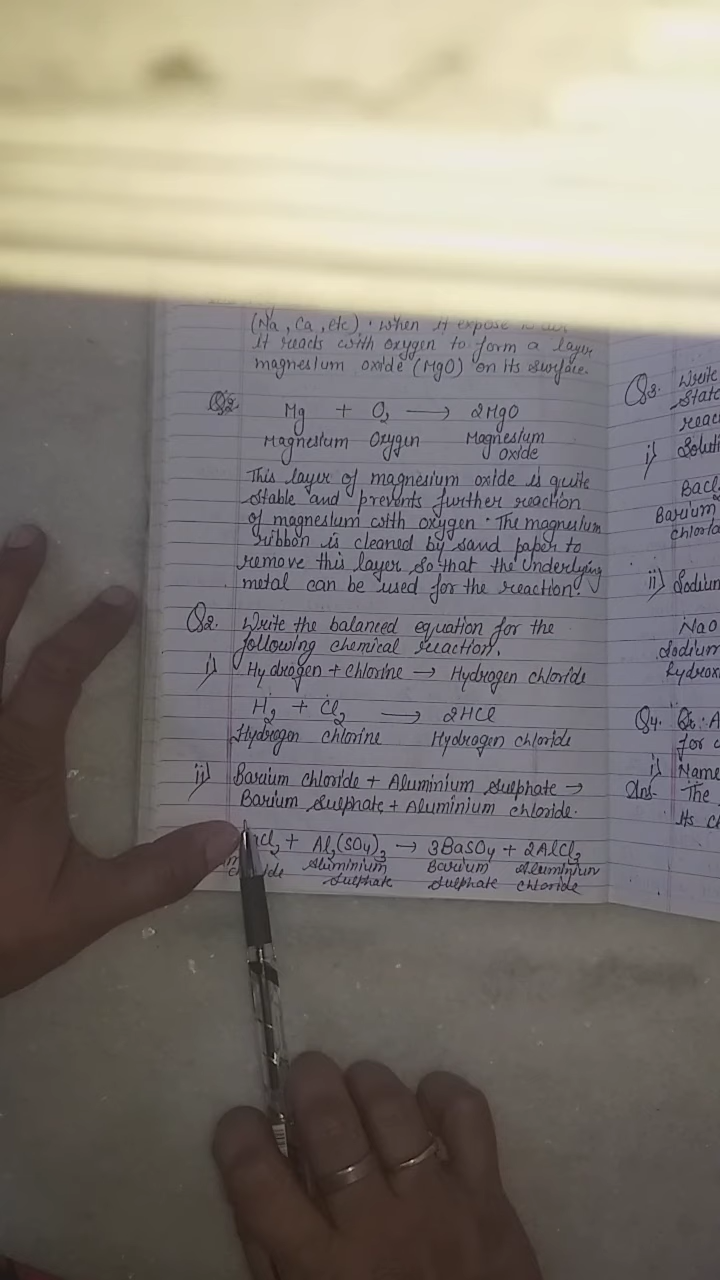 (Na, Ca, etc). when it expose
it reacts with oxygen to form a layer
magnesium oxide (MgO) on its surface.
Mg + O₂ → 2MgO
Magnesium Oxygen Magnesium
oxide
This layer of magnesium oxide is quite
stable and prevents further reaction
of magnesium with oxygen. The magnesium
ribbon is cleaned by sand paper to
remove this layer so that the underlying
metal can be used for the reaction.
Q2. Write the balanced equation for the
following chemical reaction.
i) Hydrogen + Chlorine → Hydrogen chloride
H₂ + Cl₂ → 2HCl
Hydrogen chlorine Hydrogen chloride
ii) Barium chloride + Aluminium sulphate →
Barium sulphate + Aluminium chloride.
Cl₂ + Al₂(SO₄)₃ → 3BaSO₄ + 2AlCl₃
Aluminium Barium Aluminium
sulphate sulphate chloride
Q3. Write
State
reac
i) Soluti
BaCl₂
Barium
chlorid
ii) Sodium
NaO
Sodium
hydrox
Q4. A
for
i) Name
Ans- The
Its c